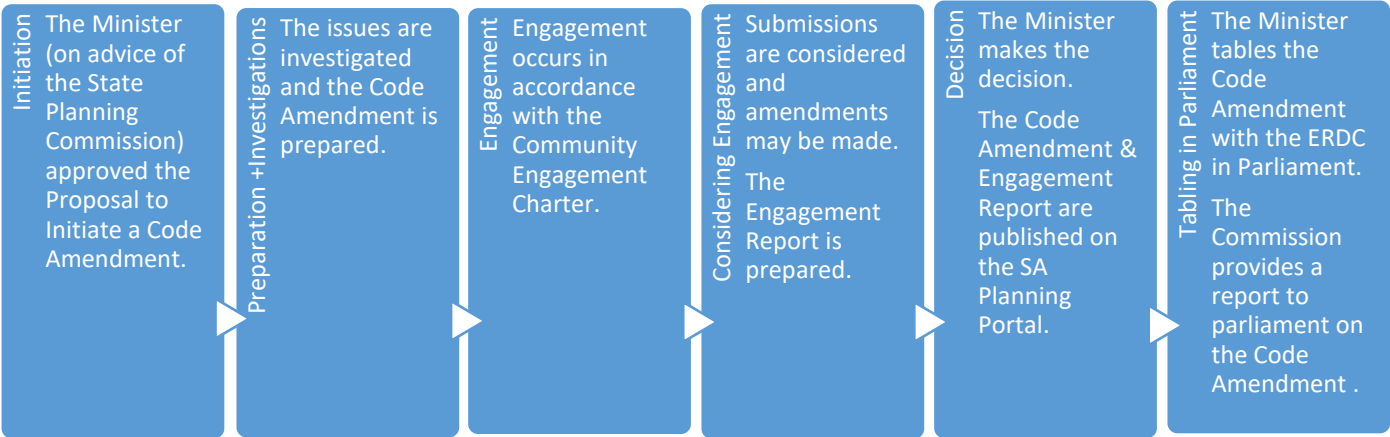 Initiation
The Minister
(on advice of
the State
Planning
Commission)
approved the
Proposal to
Initiate a Code
Amendment.
Preparation +Investigations
The issues are
investigated
and the Code
Amendment is
prepared.
Engagement
Engagement
occurs in
accordance
with the
Community
Engagement
Charter.
Considering Engagement
Submissions
are considered
and
amendments
may be made.
The
Engagement
Report is
prepared.
Decision
The Minister
makes the
decision.
The Code
Amendment &
Engagement
Report are
published on
the SA
Planning
Portal.
Tabling in Parliament
The Minister
tables the
Code
Amendment
with the ERDC
in Parliament.
The
Commission
provides a
report to
parliament on
the Code
Amendment .